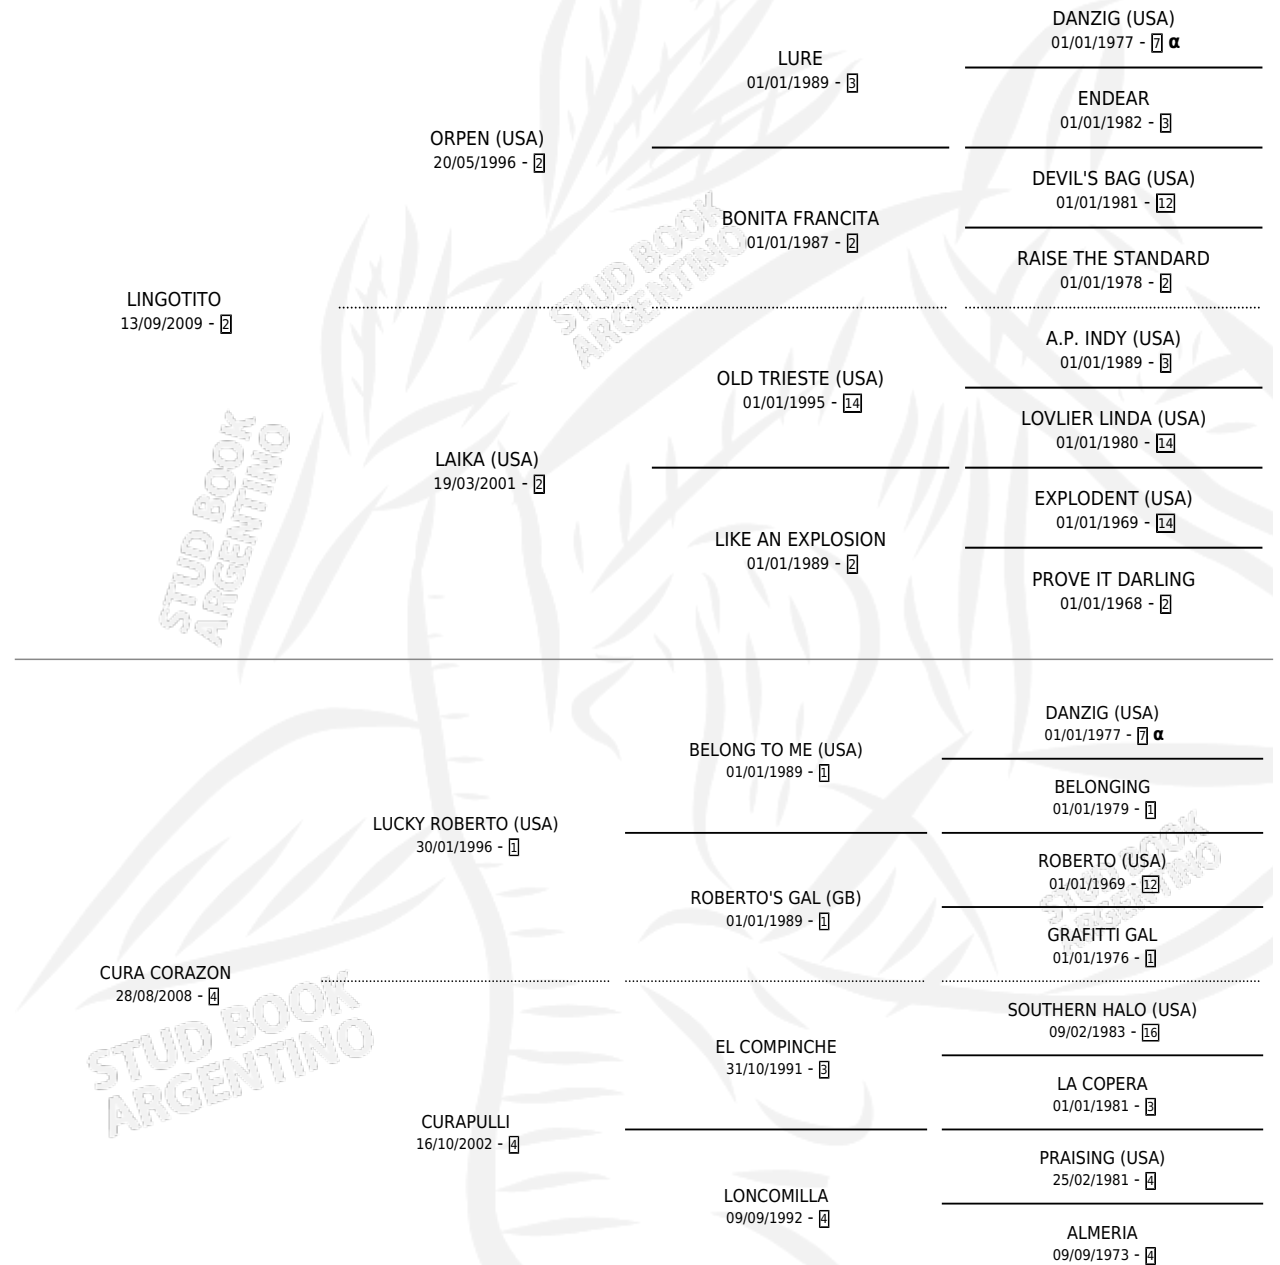 DANZIG (USA)
01/01/1977 - 7 α
LURE
01/01/1989 - 3
ENDEAR
01/01/1982 - 3
ORPEN (USA)
20/05/1996 - 2
DEVIL'S BAG (USA)
01/01/1981 - 12
BONITA FRANCITA
01/01/1987 - 2
RAISE THE STANDARD
01/01/1978 - 2
LINGOTITO
13/09/2009 - 2
A.P. INDY (USA)
01/01/1989 - 3
OLD TRIESTE (USA)
01/01/1995 - 14
LOVLIER LINDA (USA)
01/01/1980 - 14
LAIKA (USA)
19/03/2001 - 2
EXPLODENT (USA)
01/01/1969 - 14
LIKE AN EXPLOSION
01/01/1989 - 2
PROVE IT DARLING
01/01/1968 - 2
DANZIG (USA)
01/01/1977 - 7 α
BELONG TO ME (USA)
01/01/1989 - 1
BELONGING
01/01/1979 - 1
LUCKY ROBERTO (USA)
30/01/1996 - 1
ROBERTO (USA)
01/01/1969 - 12
ROBERTO'S GAL (GB)
01/01/1989 - 1
GRAFITTI GAL
01/01/1976 - 1
CURA CORAZON
28/08/2008 - 4
SOUTHERN HALO (USA)
09/02/1983 - 16
EL COMPINCHE
31/10/1991 - 3
LA COPERA
01/01/1981 - 3
CURAPULLI
16/10/2002 - 4
PRAISING (USA)
25/02/1981 - 4
LONCOMILLA
09/09/1992 - 4
ALMERIA
09/09/1973 - 4
STUD BOOK
ARGENTINO
STUD BOOK
ARGENTINO
STUD BOOK
ARGENTINO
STUD BOOK
ARGENTINO